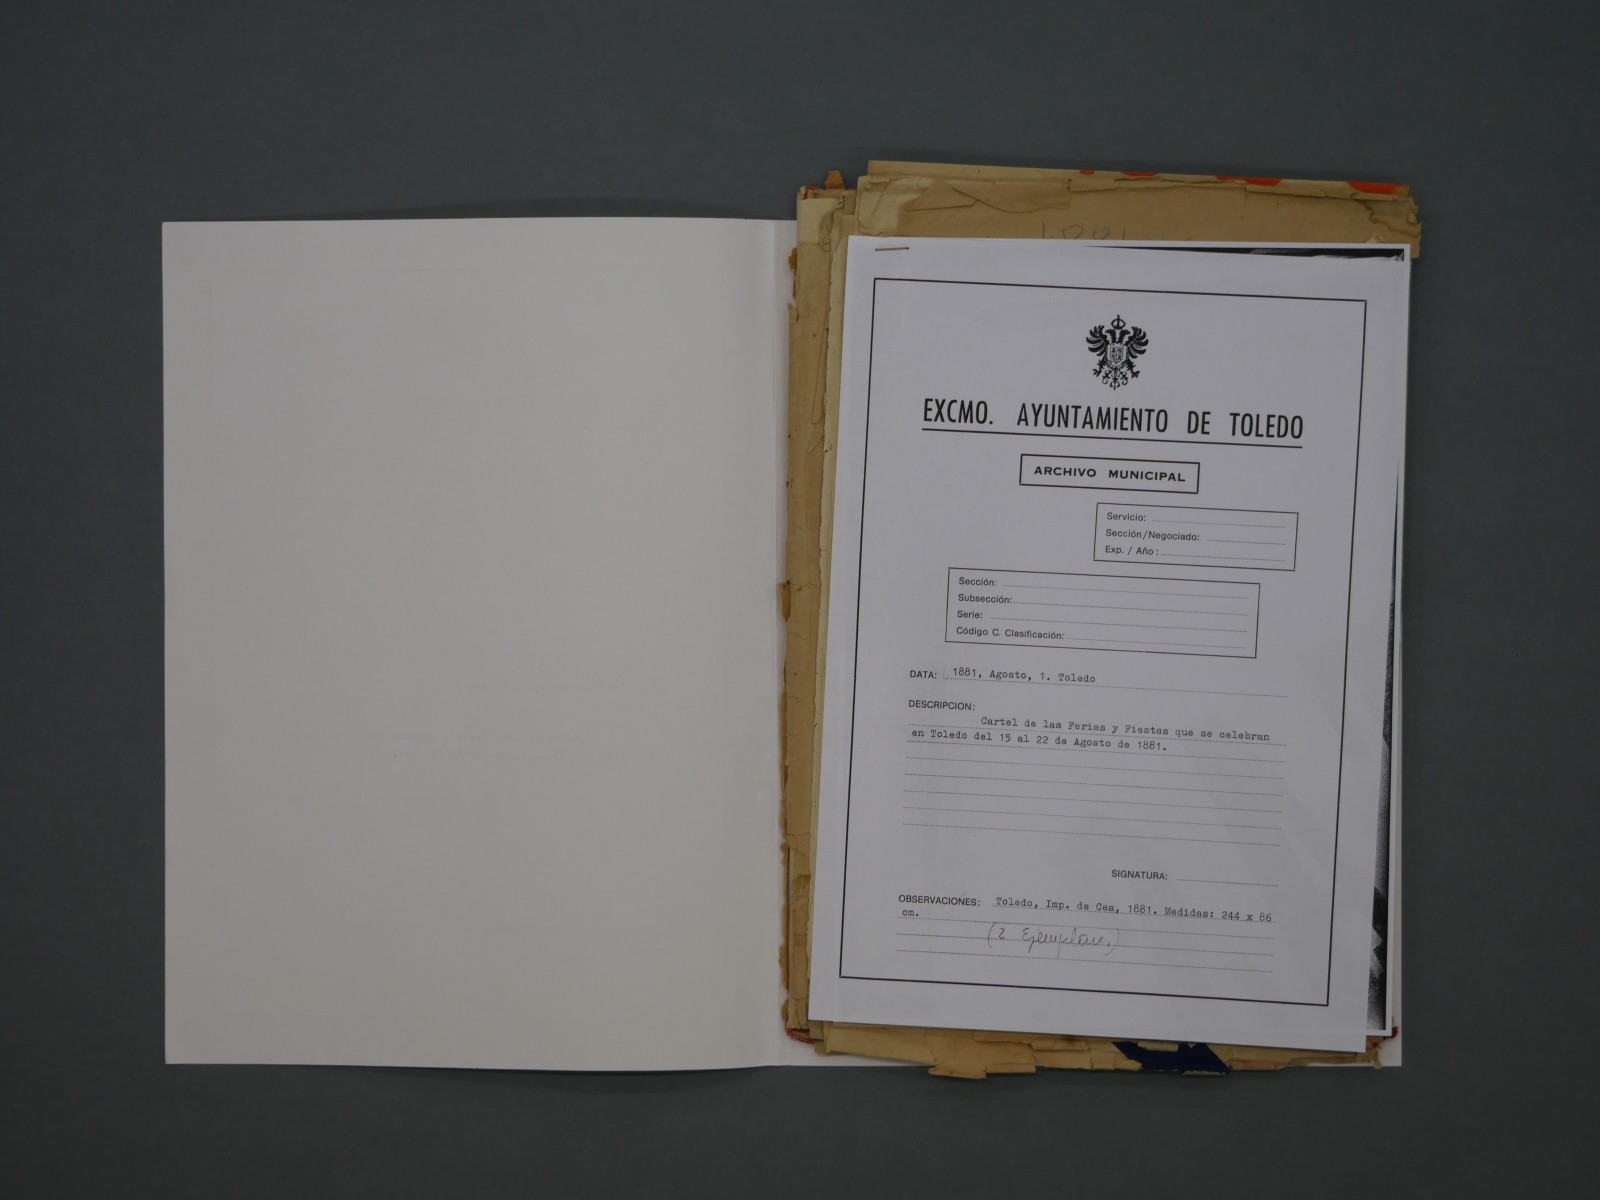 1881
EXCMO. AYUNTAMIENTO DE TOLEDO
ARCHIVO MUNICIPAL
Servicio:
Sección/Negociado:
Exp. / Año:
Sección:
Subsección:
Serie:
Código C. Clasificación:
DATA: 1881, Agosto, 1. Toledo
DESCRIPCION:
Cartel de las Ferias y Fiestas que se celebran
en Toledo del 15 al 22 de Agosto de 1881.
SIGNATURA:
OBSERVACIONES: Toledo, Imp. de Cea, 1881. Medidas: 244 x 86
cm.
(2 Ejemplares)